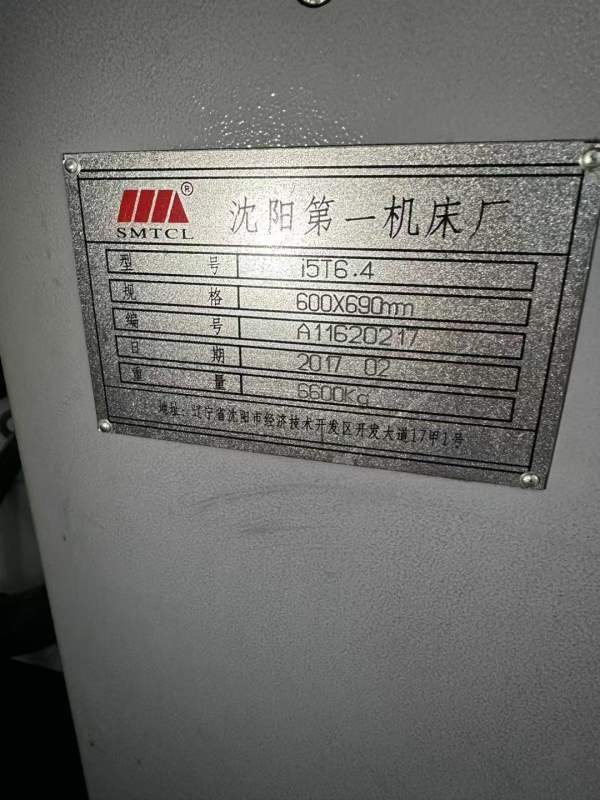 SMTCL ® 沈阳第一机床厂
型号 i5T6.4
规格 600X690mm
编号 A11620217
日期 2017 02
重量 6600Kg
地址:辽宁省沈阳市经济技术开发区开发大道17甲1号